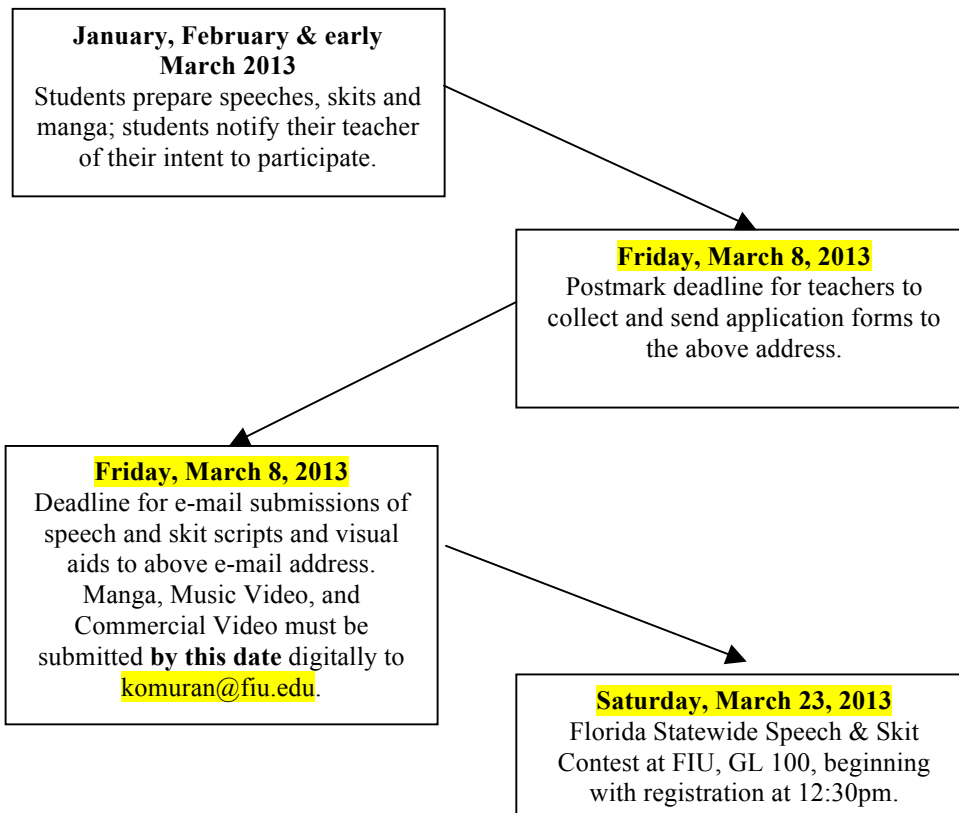 January, February & early
March 2013
Students prepare speeches, skits and
manga; students notify their teacher
of their intent to participate.
Friday, March 8, 2013
Postmark deadline for teachers to
collect and send application forms to
the above address.
Friday, March 8, 2013
Deadline for e-mail submissions of
speech and skit scripts and visual
aids to above e-mail address.
Manga, Music Video, and
Commercial Video must be
submitted by this date digitally to
komuran@fiu.edu.
Saturday, March 23, 2013
Florida Statewide Speech & Skit
Contest at FIU, GL 100, beginning
with registration at 12:30pm.